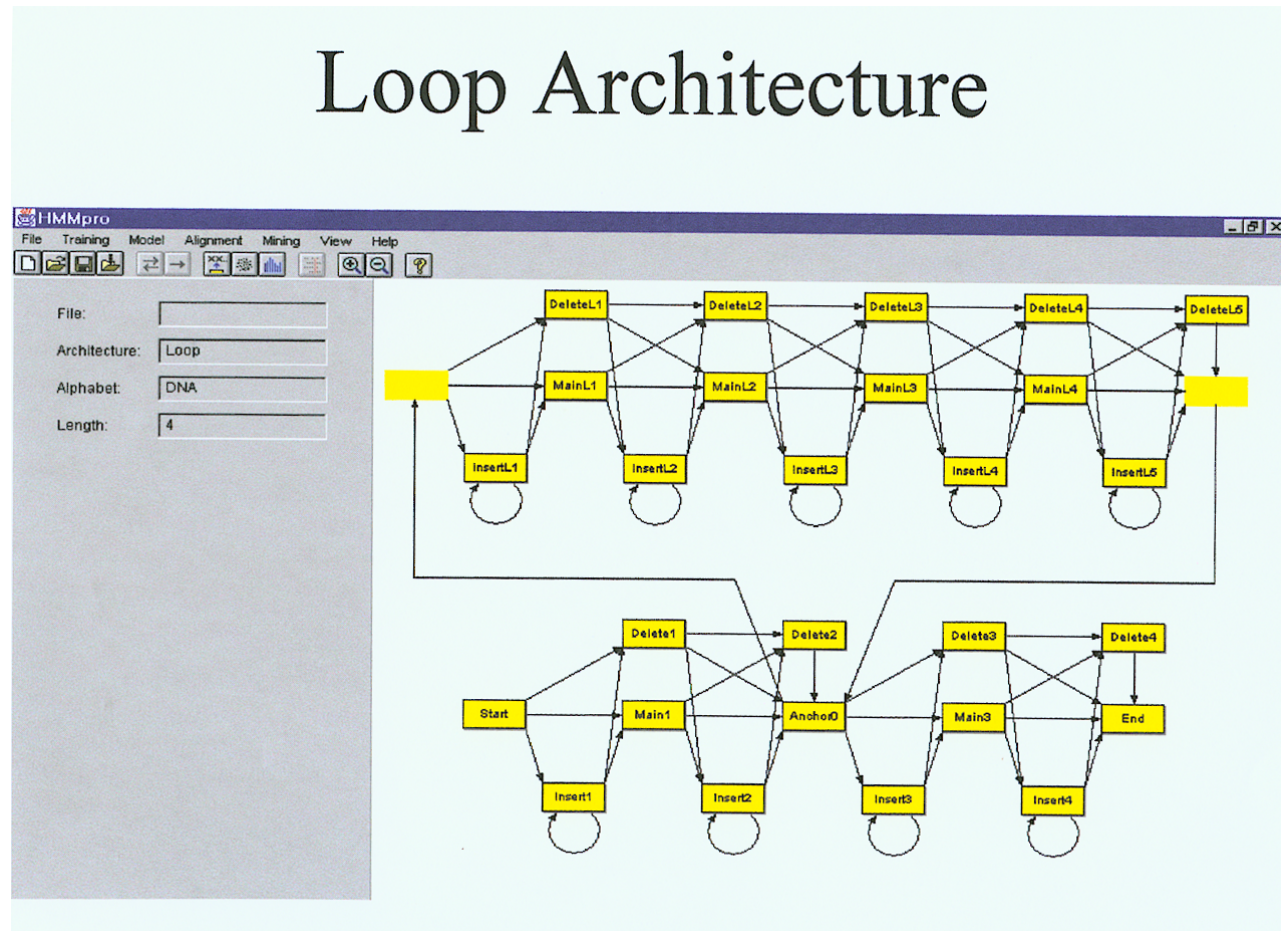 Loop Architecture
HMMpro
File Training Model Alignment Mining View Help
File:
Architecture: Loop
Alphabet: DNA
Length: 4
DeleteL1 DeleteL2 DeleteL3 DeleteL4 DeleteL5
MainL1 MainL2 MainL3 MainL4
InsertL1 InsertL2 InsertL3 InsertL4 InsertL5
Delete1 Delete2 Delete3 Delete4
Start Main1 Anchor0 Main3 End
Insert1 Insert2 Insert3 Insert4